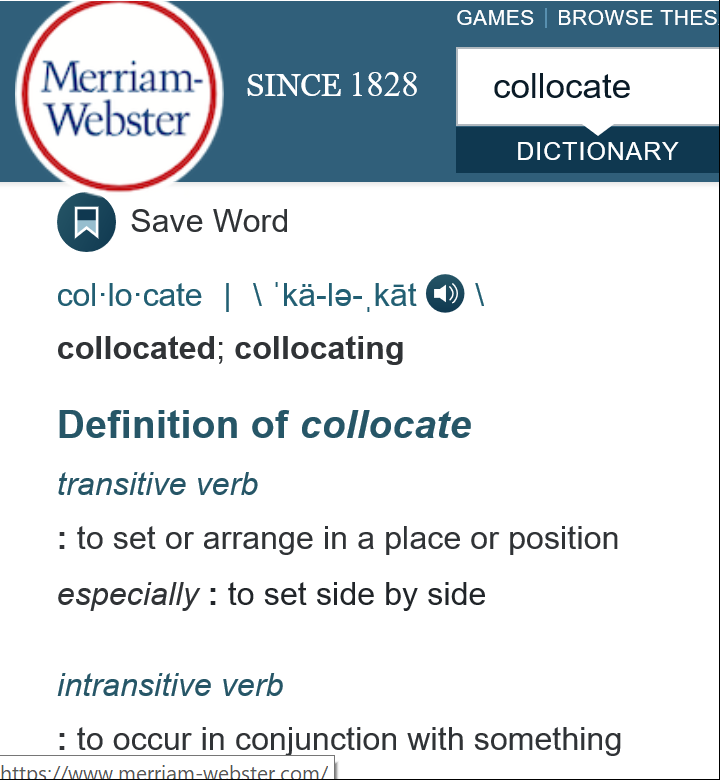 GAMES | BROWSE THES
Merriam-
Webster
SINCE 1828
collocate
DICTIONARY
Save Word
col·lo·cate | \ ˈkä-lə-ˌkāt \
collocated; collocating
Definition of collocate
transitive verb
: to set or arrange in a place or position
especially : to set side by side
intransitive verb
: to occur in conjunction with something
https://www.merriam-webster.com/